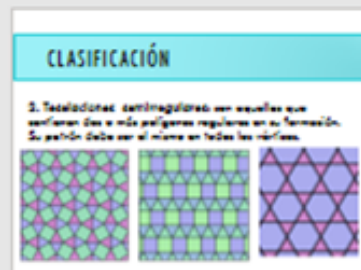 CLASIFICACIÓN
2. Teselaciones semirregulares: son aquellas que
contienen dos o más polígonos regulares en su formación.
Su patrón debe ser el mismo en todos los vértices.